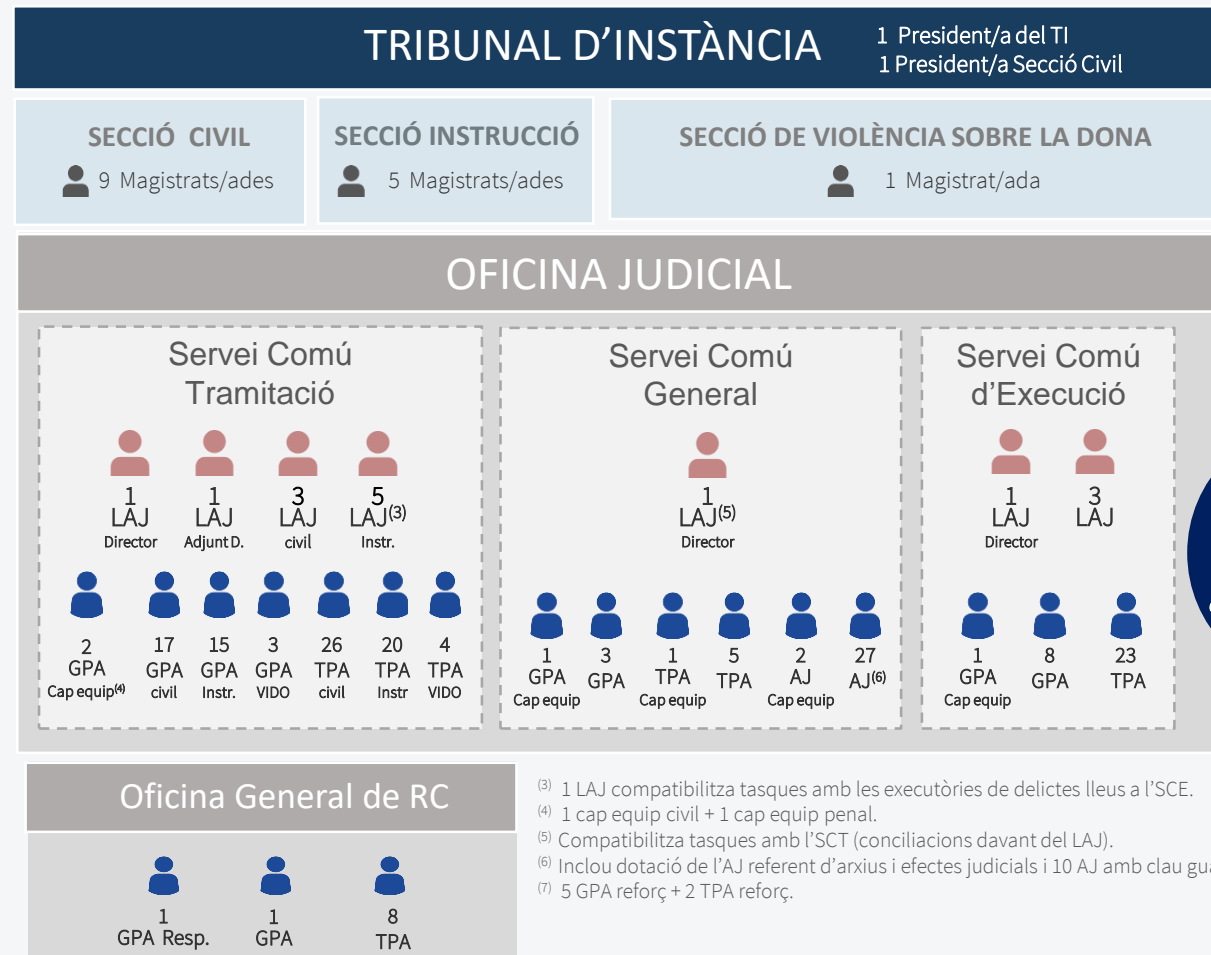 TRIBUNAL D’INSTÀNCIA
1 President/a del TI
1 President/a Secció Civil
SECCIÓ CIVIL
9 Magistrats/ades
SECCIÓ INSTRUCCIÓ
5 Magistrats/ades
SECCIÓ DE VIOLÈNCIA SOBRE LA DONA
1 Magistrat/ada
OFICINA JUDICIAL
Servei Comú
Tramitació
1
LAJ
Director
1
LAJ
Adjunt D.
3
LAJ
civil
5
LAJ(3)
Instr.
2
GPA
Cap equip(4)
17
GPA
civil
15
GPA
Instr.
3
GPA
VIDO
26
TPA
civil
20
TPA
Instr
4
TPA
VIDO
Servei Comú
General
1
LAJ(5)
Director
1
GPA
Cap equip
3
GPA
1
TPA
Cap equip
5
TPA
2
AJ
Cap equip
27
AJ(6)
Servei Comú
d’Execució
1
LAJ
Director
3
LAJ
1
GPA
Cap equip
8
GPA
23
TPA
Oficina General de RC
1
GPA Resp.
1
GPA
8
TPA
(3) 1 LAJ compatibilitza tasques amb les executòries de delictes lleus a l’SCE.
(4) 1 cap equip civil + 1 cap equip penal.
(5) Compatibilitza tasques amb l’SCT (conciliacions davant del LAJ).
(6) Inclou dotació de l’AJ referent d’arxius i efectes judicials i 10 AJ amb clau
(7) 5 GPA reforç + 2 TPA reforç.